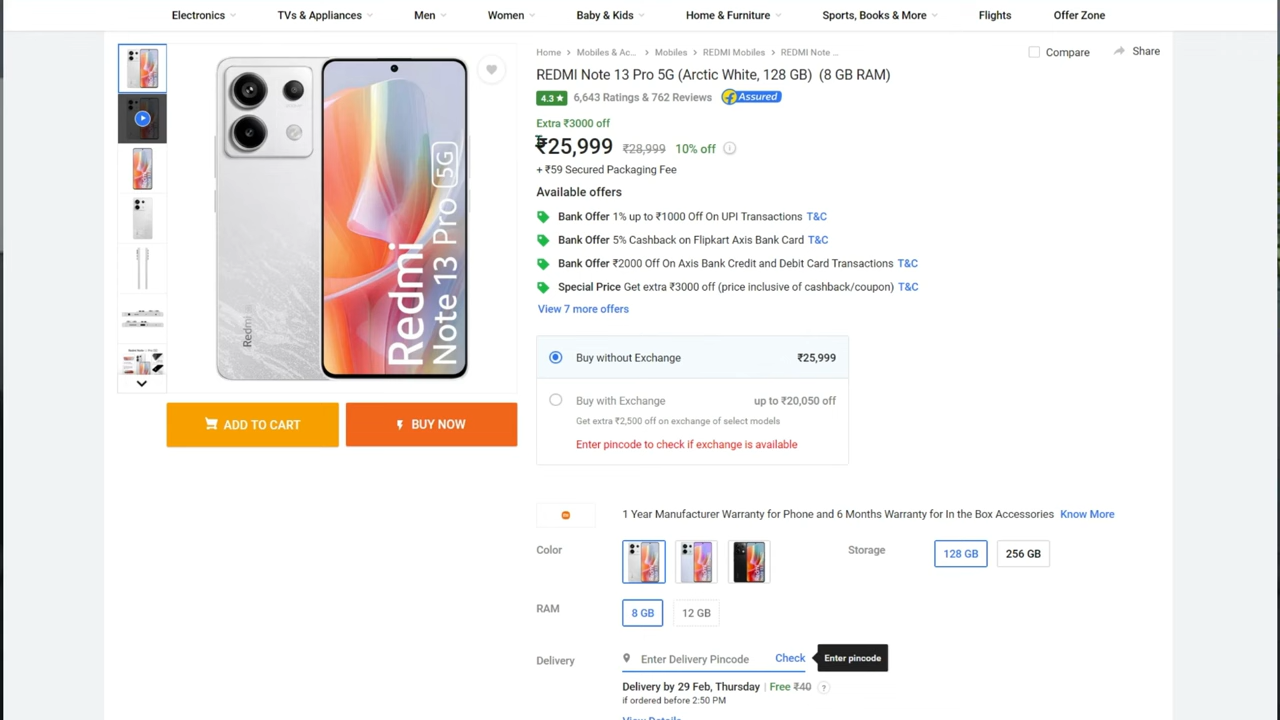 Electronics
TVs & Appliances
Men
Women
Baby & Kids
Home & Furniture
Sports, Books & More
Flights
Offer Zone
Home > Mobiles & Ac... > Mobiles > REDMI Mobiles > REDMI Note ...
Compare
Share
REDMI Note 13 Pro 5G (Arctic White, 128 GB) (8 GB RAM)
4.3 ★ 6,643 Ratings & 762 Reviews Assured
Extra ₹3000 off
₹25,999 ₹28,999 10% off
+ ₹59 Secured Packaging Fee
Available offers
Bank Offer 1% up to ₹1000 Off On UPI Transactions T&C
Bank Offer 5% Cashback on Flipkart Axis Bank Card T&C
Bank Offer ₹2000 Off On Axis Bank Credit and Debit Card Transactions T&C
Special Price Get extra ₹3000 off (price inclusive of cashback/coupon) T&C
View 7 more offers
Redmi
Redmi
Note 13 Pro 5G
ADD TO CART
BUY NOW
Buy without Exchange ₹25,999
Buy with Exchange up to ₹20,050 off
Get extra ₹2,500 off on exchange of select models
Enter pincode to check if exchange is available
1 Year Manufacturer Warranty for Phone and 6 Months Warranty for In the Box Accessories Know More
Color
Storage 128 GB 256 GB
RAM 8 GB 12 GB
Delivery Enter Delivery Pincode Check Enter pincode
Delivery by 29 Feb, Thursday | Free ₹40 ?
if ordered before 2:50 PM
View Details